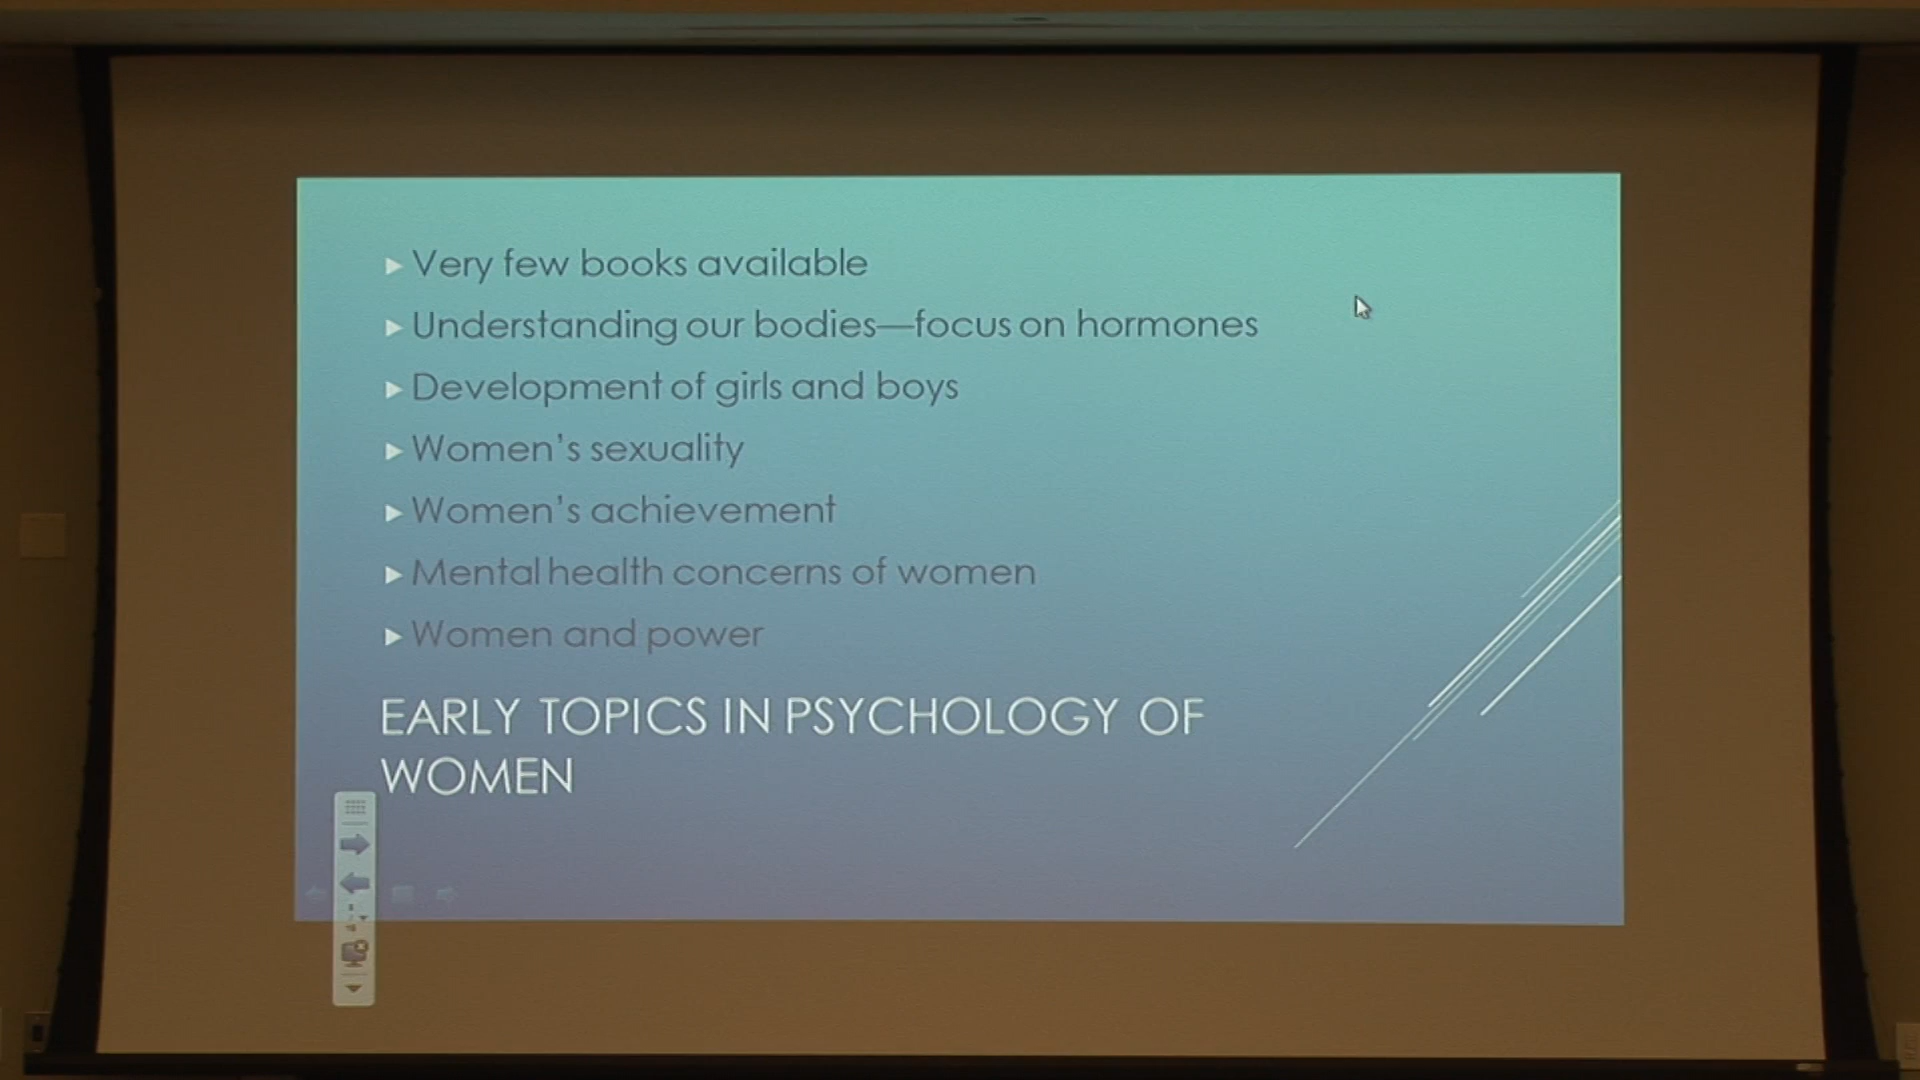 Very few books available
Understanding our bodies—focus on hormones
Development of girls and boys
Women's sexuality
Women's achievement
Mental health concerns of women
Women and power
EARLY TOPICS IN PSYCHOLOGY OF
WOMEN